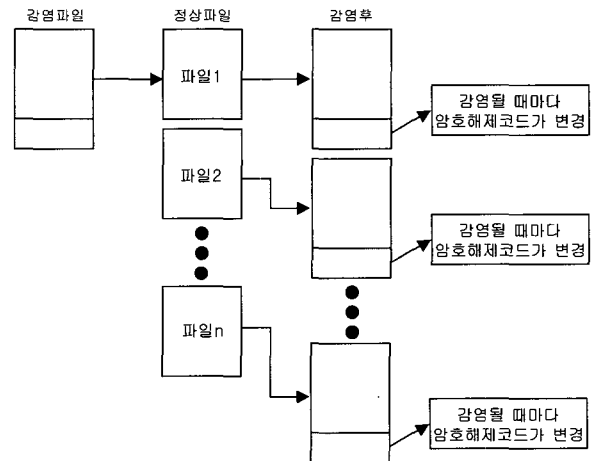 감염파일 정상파일 감염후
파일1
감염될 때마다
암호해제코드가 변경
파일2
감염될 때마다
암호해제코드가 변경
파일n
감염될 때마다
암호해제코드가 변경